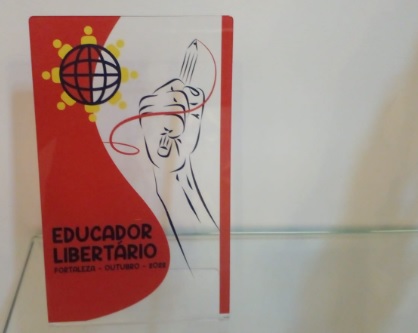 EDUCADOR
LIBERTÁRIO
FORTALEZA - OUTUBRO - 2022